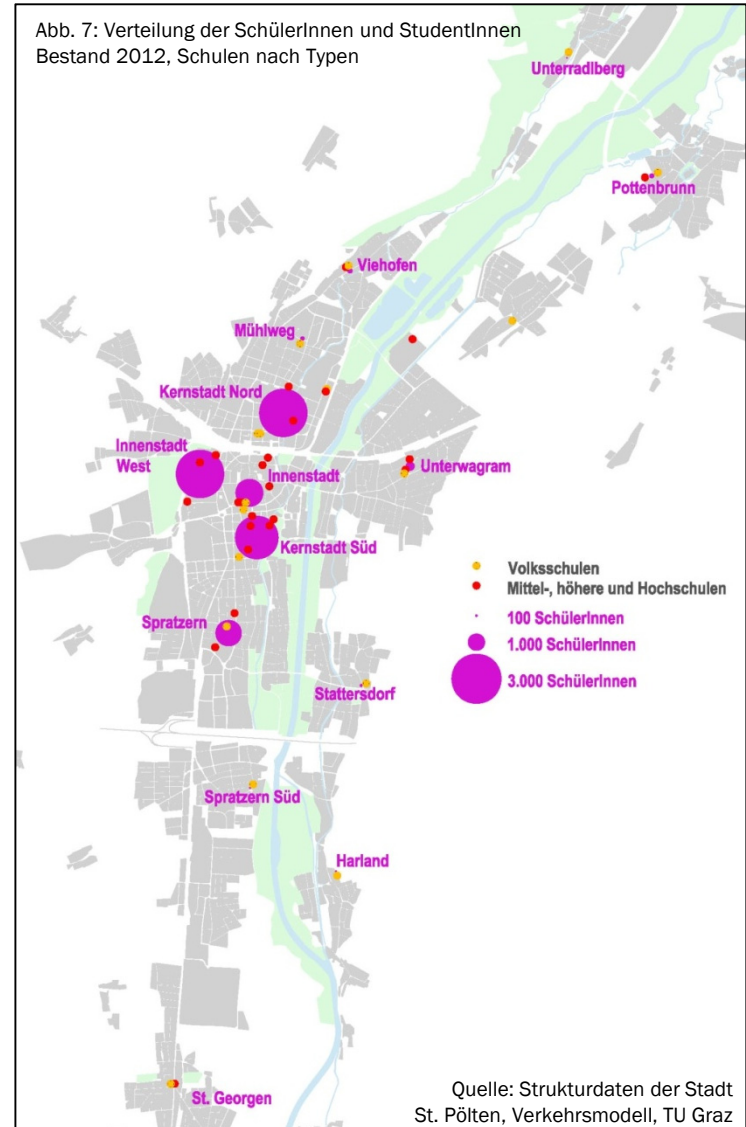 Abb. 7: Verteilung der SchülerInnen und StudentInnen
Bestand 2012, Schulen nach Typen
Unterradlberg
Pottenbrunn
Viehofen
Mühlweg
Kernstadt Nord
Innenstadt
West
Innenstadt
Unterwagram
Kernstadt Süd
Volksschulen
Mittel-, höhere und Hochschulen
100 SchülerInnen
1.000 SchülerInnen
3.000 SchülerInnen
Spratzern
Stattersdorf
Spratzern Süd
Harland
St. Georgen
Quelle: Strukturdaten der Stadt
St. Pölten, Verkehrsmodell, TU Graz